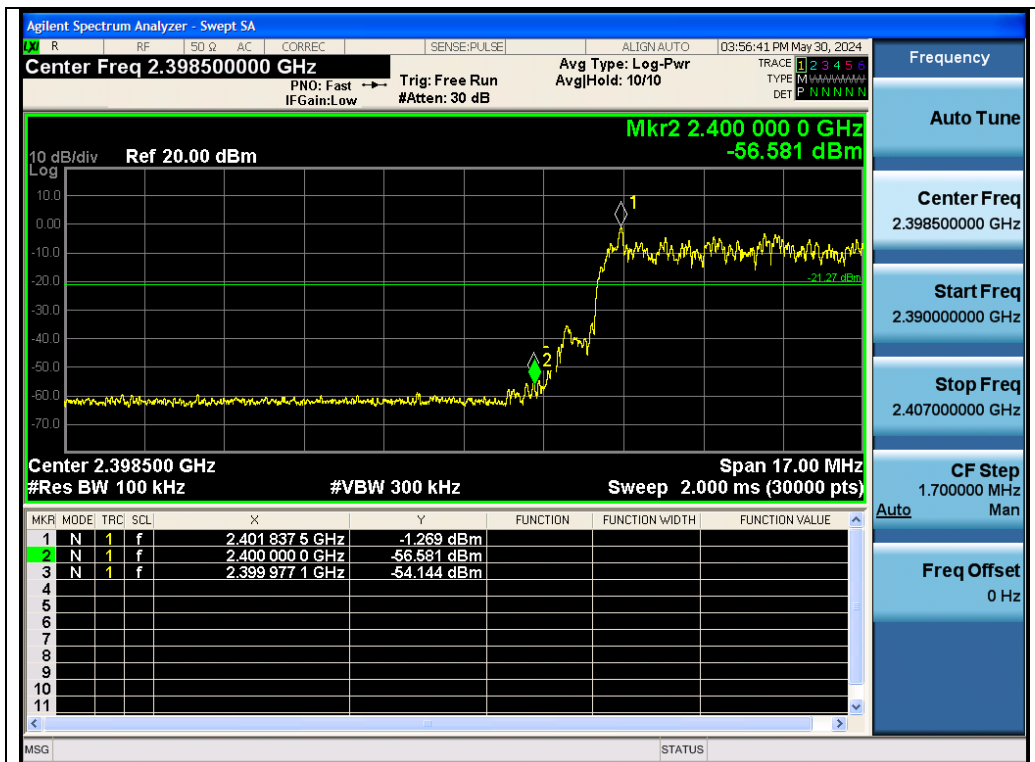 Agilent Spectrum Analyzer - Swept SA
LXI R RF 50 Ω AC CORREC SENSE:PULSE ALIGN AUTO 03:56:41 PM May 30, 2024
Center Freq 2.398500000 GHz
PNO: Fast
IFGain:Low
Trig: Free Run
#Atten: 30 dB
Avg Type: Log-Pwr
Avg|Hold: 10/10
TRACE 1 2 3 4 5 6
TYPE M
DET P N N N N N
Mkr2 2.400 000 0 GHz
-56.581 dBm
10 dB/div Ref 20.00 dBm
Log
10.0
0.00
-10.0
-20.0
-30.0
-40.0
-50.0
-60.0
-70.0
1
2
-21.27 dBm
Center 2.398500 GHz Span 17.00 MHz
#Res BW 100 kHz #VBW 300 kHz Sweep 2.000 ms (30000 pts)
MKR MODE TRC SCL X Y FUNCTION FUNCTION WIDTH FUNCTION VALUE
1 N 1 f 2.401 837 5 GHz -1.269 dBm
2 N 1 f 2.400 000 0 GHz -56.581 dBm
3 N 1 f 2.399 977 1 GHz -54.144 dBm
4
5
6
7
8
9
10
11
MSG STATUS
Frequency
Auto Tune
Center Freq
2.398500000 GHz
Start Freq
2.390000000 GHz
Stop Freq
2.407000000 GHz
CF Step
1.700000 MHz
Auto Man
Freq Offset
0 Hz